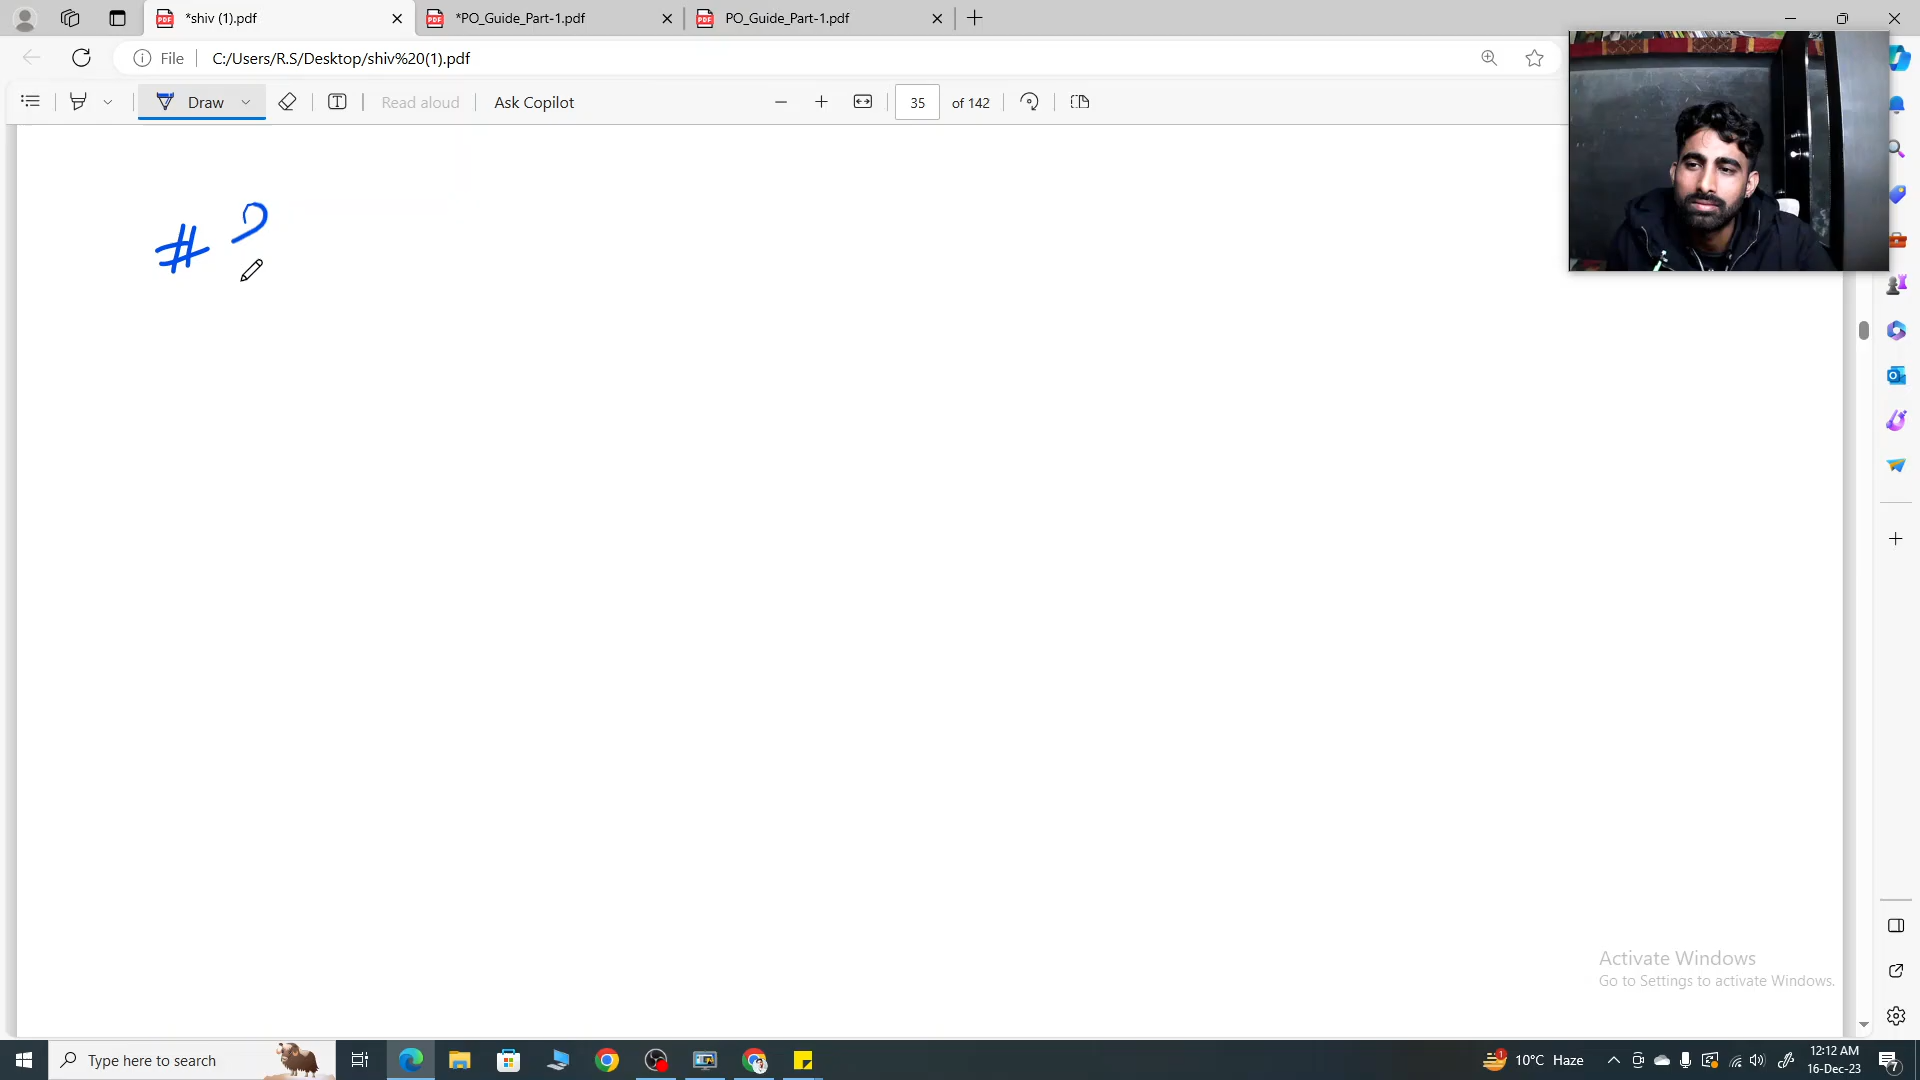 *shiv (1).pdf
*PO_Guide_Part-1.pdf
PO_Guide_Part-1.pdf
File
C:/Users/R.S/Desktop/shiv%20(1).pdf
Draw
Read aloud
Ask Copilot
35
of 142
#
Activate Windows
Go to Settings to activate Windows.
Type here to search
1
10°C Haze
12:12 AM
16-Dec-23
7